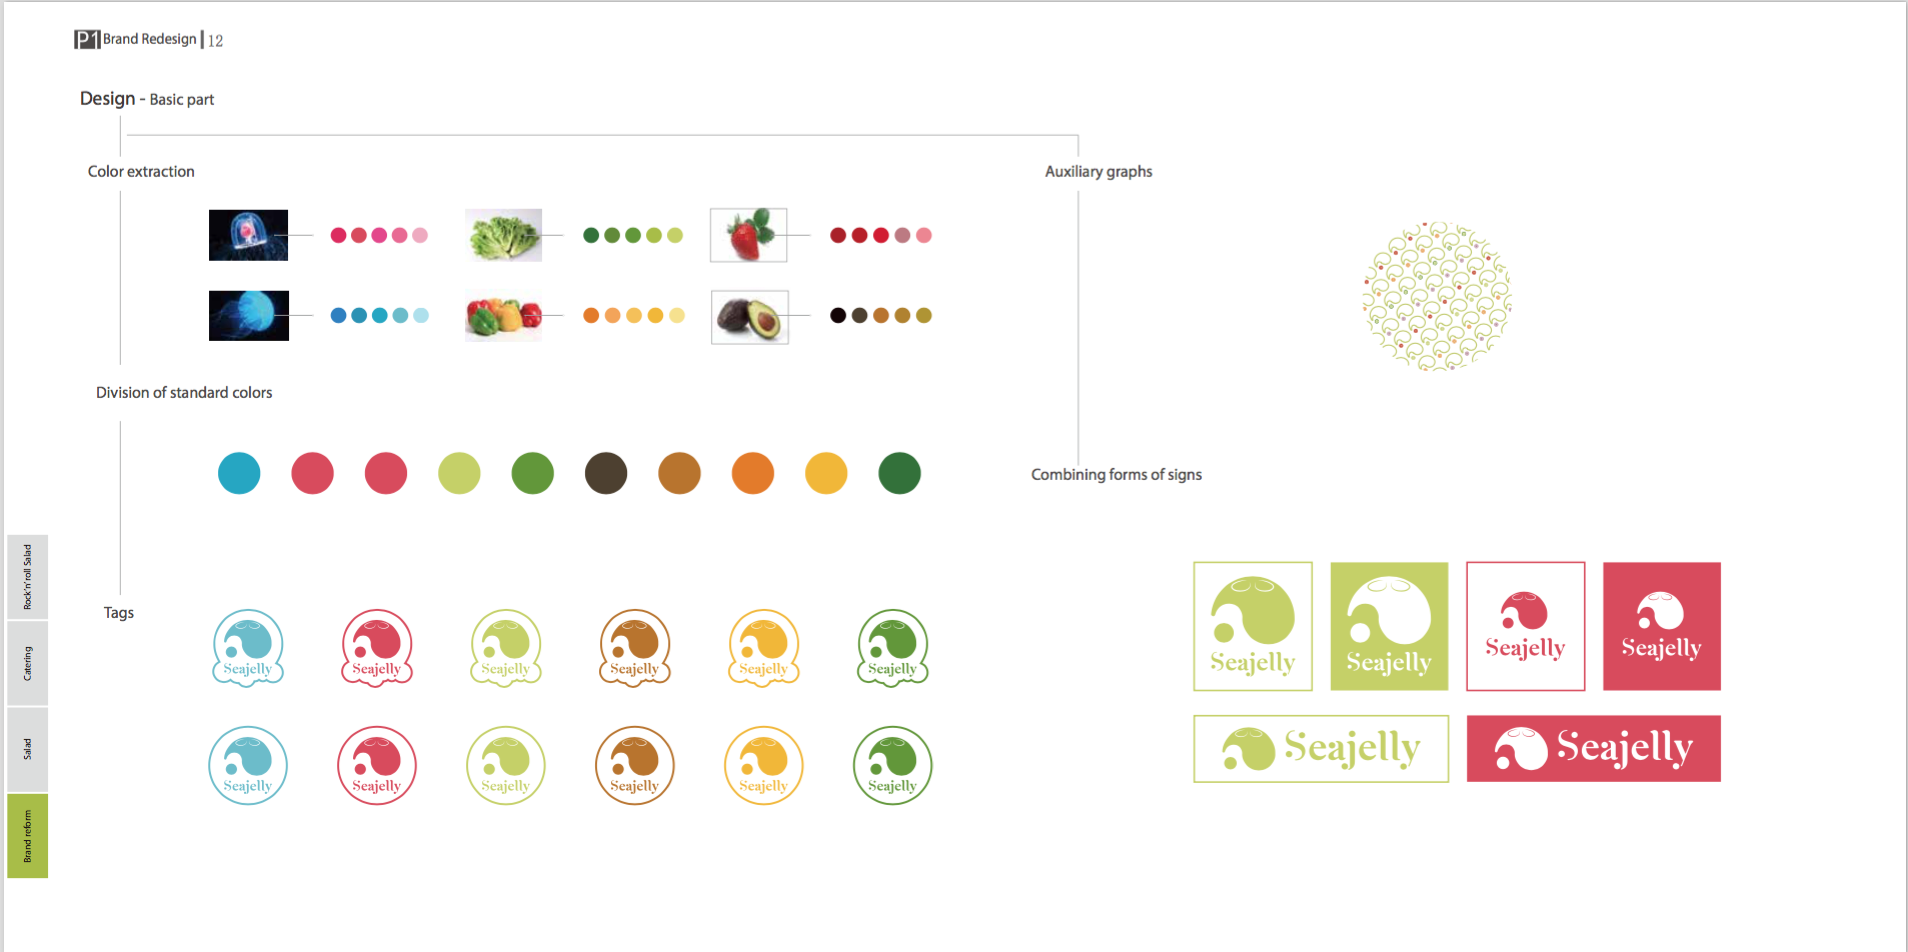 P1 Brand Redesign | 12
Design - Basic part
Color extraction
Auxiliary graphs
Division of standard colors
Combining forms of signs
Tags
Seajelly Seajelly Seajelly Seajelly Seajelly Seajelly
Seajelly Seajelly Seajelly Seajelly Seajelly Seajelly
Seajelly Seajelly Seajelly Seajelly
Seajelly Seajelly
Rock'n'roll Salad
Catering
Salad
Brand reform